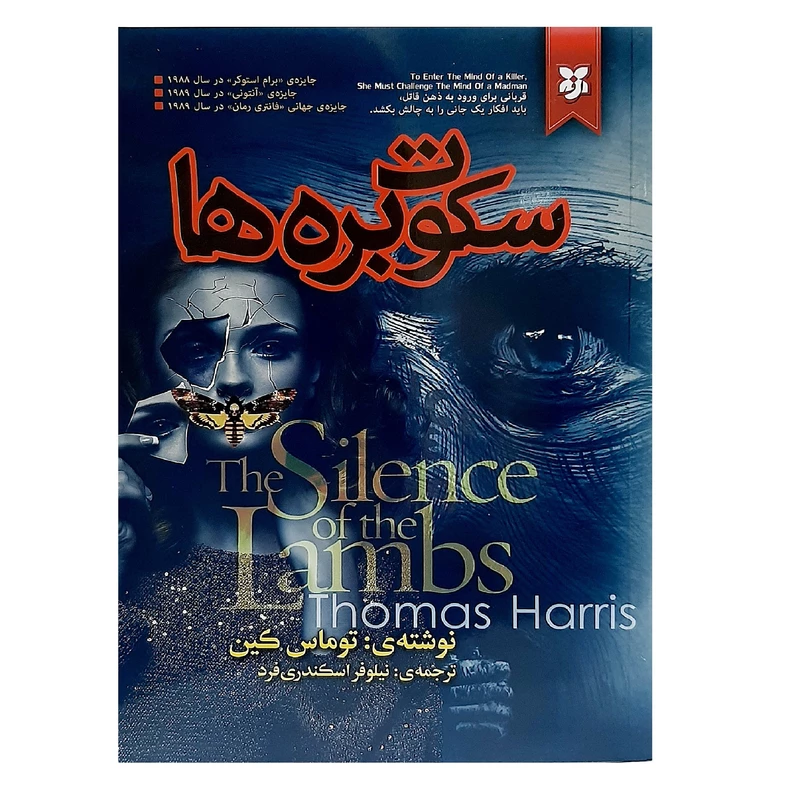 جایزه‌ی «برام استوکر» در سال ۱۹۸۸
جایزه‌ی «آنتونی» در سال ۱۹۸۹
جایزه‌ی جهانی «فانتزی رمان» در سال ۱۹۸۹
To Enter The Mind Of a Killer,
She Must Challenge The Mind Of a Madman
قربانی برای ورود به ذهن قاتل،
باید افکار یک جانی را به چالش بکشد.
سکوت بره‌ها
The Silence
of the
Lambs
Thomas Harris
نوشته‌ی: توماس کین
ترجمه‌ی: نیلوفر اسکندری‌فرد